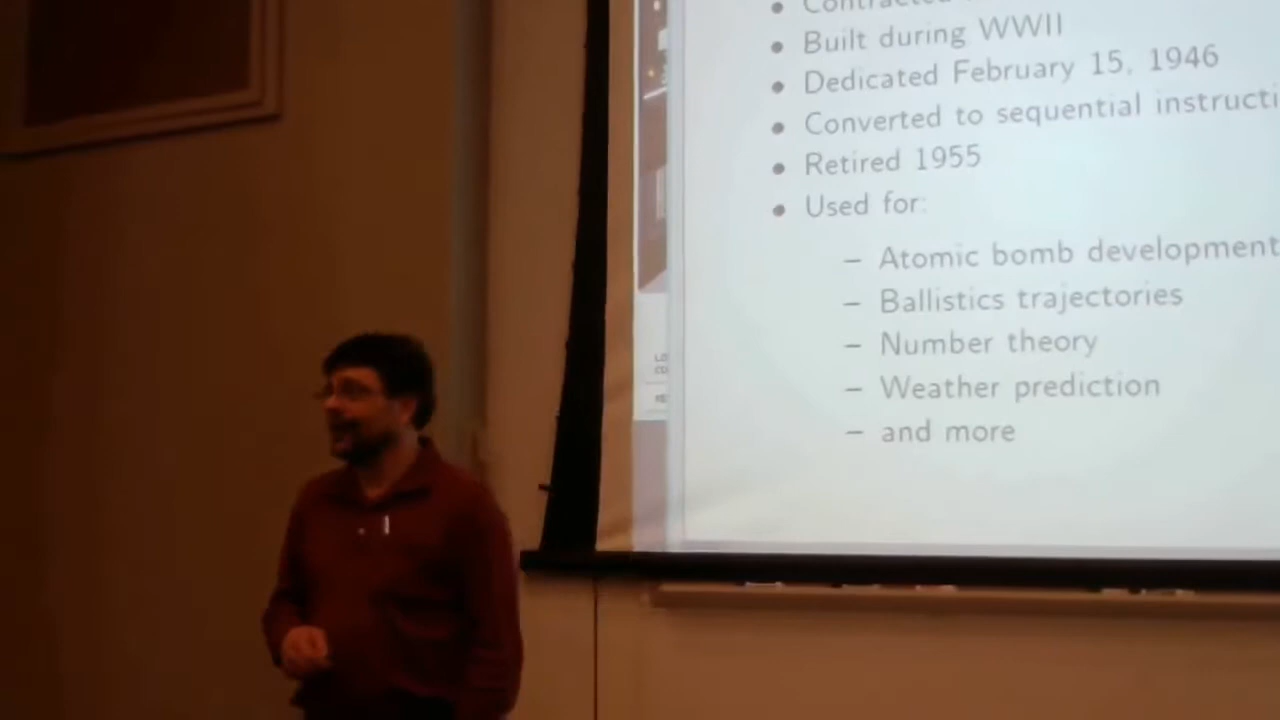 • Built during WWII
• Dedicated February 15, 1946
• Converted to sequential
• Retired 1955
• Used for:
– Atomic bomb development
– Ballistics trajectories
– Number theory
– Weather prediction
– and more